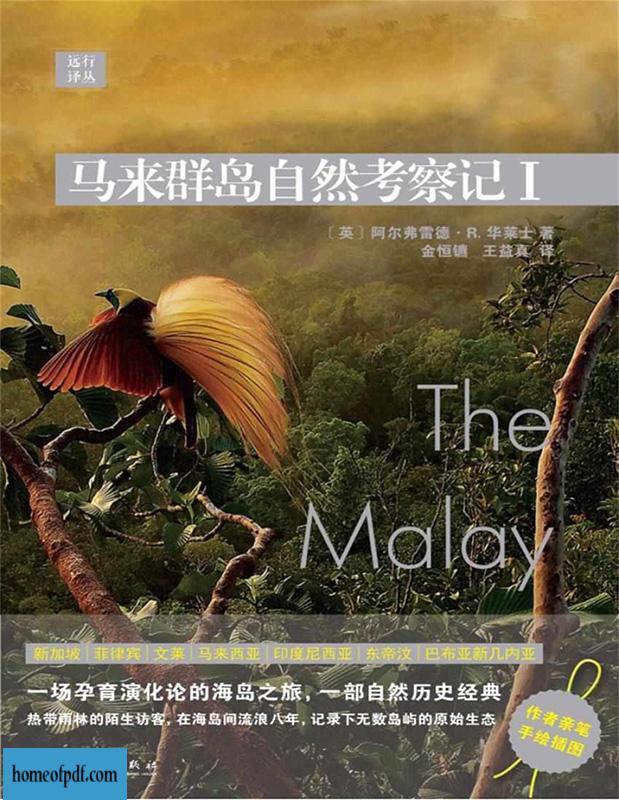 远行
译丛
马来群岛自然考察记 I
[英] 阿尔弗雷德·R. 华莱士 著
金恒镳 王益真 译
The
Malay
新加坡|菲律宾|文莱|马来西亚|印度尼西亚|东帝汶|巴布亚新几内亚
一场孕育演化论的海岛之旅，一部自然历史经典
热带雨林的陌生访客，在海岛间流浪八年，记录下无数岛屿的原始生态
作者亲笔
手绘插图
版社
homeofpdf.com